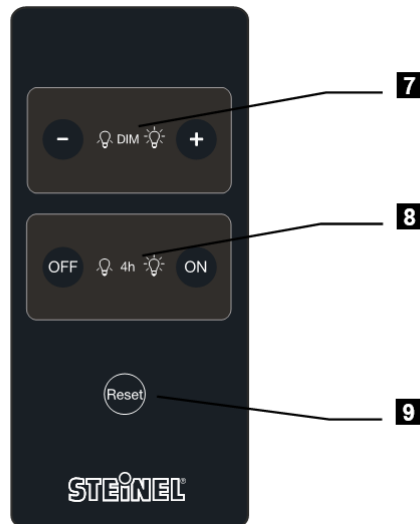 7
- DIM +
8
OFF 4h ON
Reset
9
STEINEL®